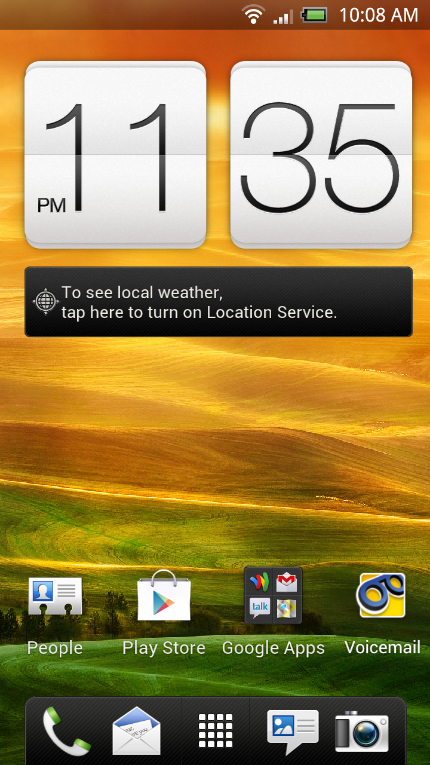 10:08 AM
11 35
PM
To see local weather,
tap here to turn on Location Service.
talk
People
Play Store
Google Apps
Voicemail